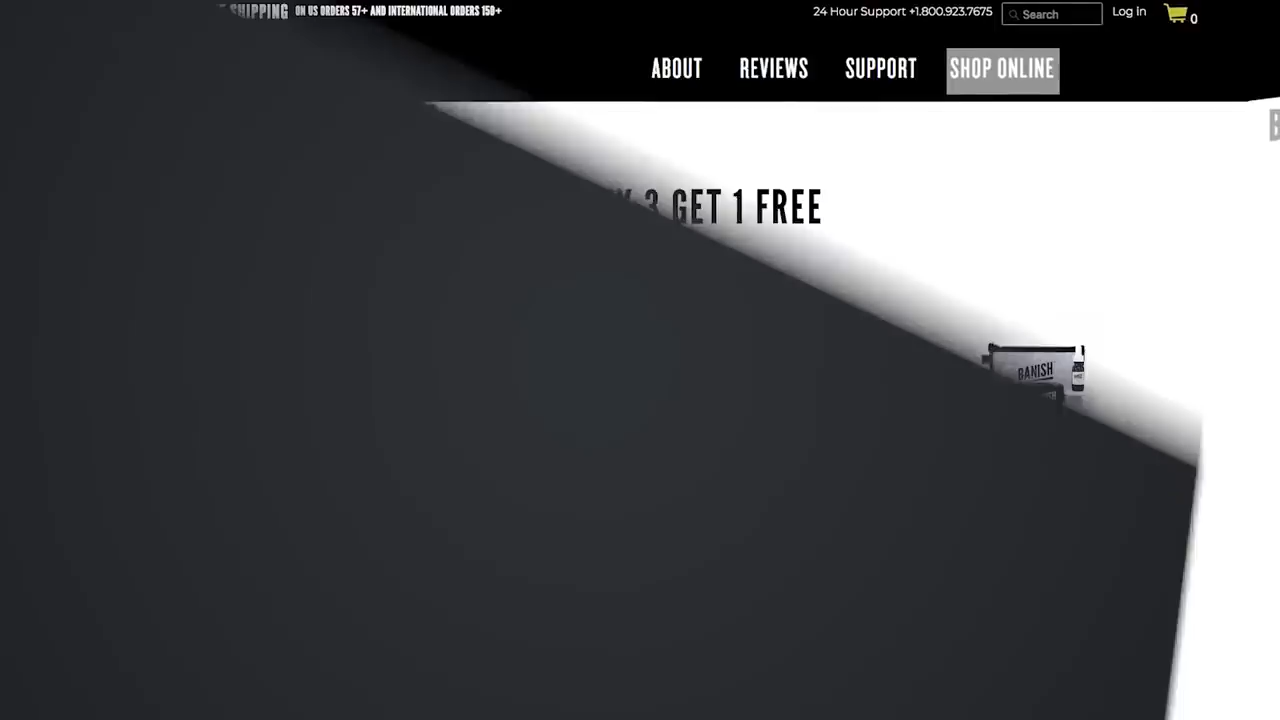 SHIPPING ON US ORDERS 57+ AND INTERNATIONAL ORDERS 150+
24 Hour Support +1.800.923.7675 Search Log in 0
ABOUT REVIEWS SUPPORT SHOP ONLINE
3 GET 1 FREE
BANISH